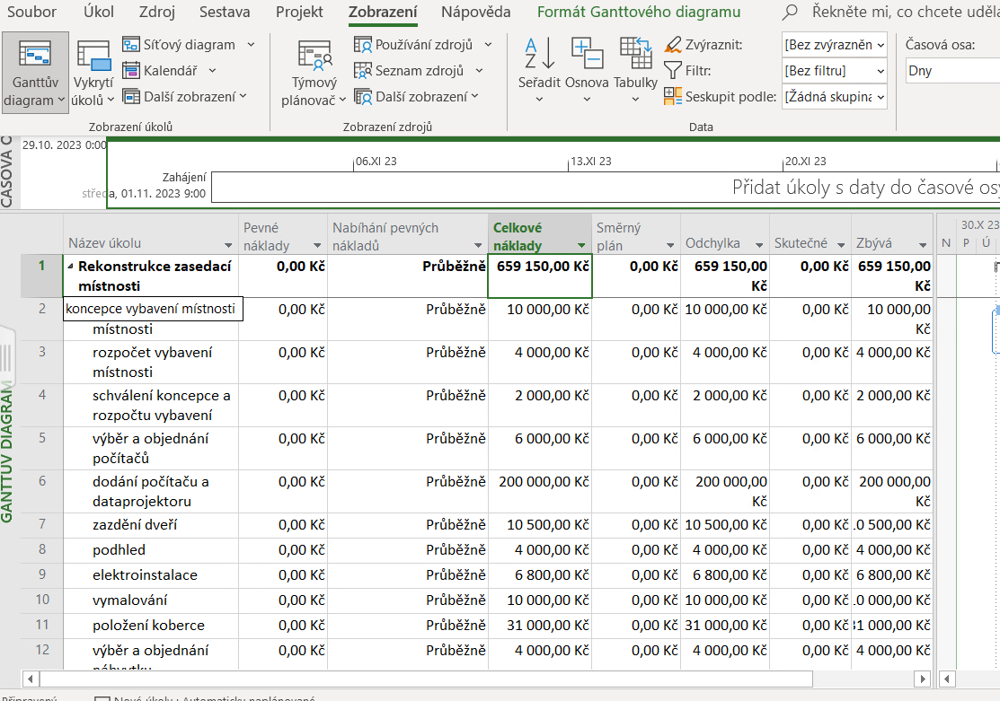 Soubor Úkol Zdroj Sestava Projekt Zobrazení Nápověda Formát Ganttového diagramu Řekněte mi, co chcete uděla
Ganttův diagram
Vykrytí úkolů
Síťový diagram
Kalendář
Další zobrazení
Zobrazení úkolů
Týmový plánovač
Používání zdrojů
Seznam zdrojů
Další zobrazení
Zobrazení zdrojů
Seřadit Osnova Tabulky
Zvýraznit: [Bez zvýrazněn
Filtr: [Bez filtru]
Seskupit podle: [Žádná skupina
Data
Časová osa:
Dny
ČASOVÁ O
29.10. 2023 0:00
06.XI 23 13.XI 23 20.XI 23
Zahájení
středa, 01.11. 2023 9:00
Přidat úkoly s daty do časové osy
GANTTŮV DIAGRAM
Název úkolu Pevné náklady Nabíhání pevných nákladů Celkové náklady Směrný plán Odchylka Skutečné Zbývá
30.X 23
N P Ú
1 Rekonstrukce zasedací místnosti 0,00 Kč Průběžně 659 150,00 Kč 0,00 Kč 659 150,00 Kč 0,00 Kč 659 150,00 Kč
koncepce vybavení místnosti
2 místnosti 0,00 Kč Průběžně 10 000,00 Kč 0,00 Kč 10 000,00 Kč 0,00 Kč 10 000,00 Kč
3 rozpočet vybavení místnosti 0,00 Kč Průběžně 4 000,00 Kč 0,00 Kč 4 000,00 Kč 0,00 Kč 4 000,00 Kč
4 schválení koncepce a rozpočtu vybavení 0,00 Kč Průběžně 2 000,00 Kč 0,00 Kč 2 000,00 Kč 0,00 Kč 2 000,00 Kč
5 výběr a objednání počítačů 0,00 Kč Průběžně 6 000,00 Kč 0,00 Kč 6 000,00 Kč 0,00 Kč 6 000,00 Kč
6 dodání počítaču a dataprojektoru 0,00 Kč Průběžně 200 000,00 Kč 0,00 Kč 200 000,00 Kč 0,00 Kč 200 000,00 Kč
7 zazdění dveří 0,00 Kč Průběžně 10 500,00 Kč 0,00 Kč 10 500,00 Kč 0,00 Kč 0 500,00 Kč
8 podhled 0,00 Kč Průběžně 4 000,00 Kč 0,00 Kč 4 000,00 Kč 0,00 Kč 4 000,00 Kč
9 elektroinstalace 0,00 Kč Průběžně 6 800,00 Kč 0,00 Kč 6 800,00 Kč 0,00 Kč 6 800,00 Kč
10 vymalování 0,00 Kč Průběžně 10 000,00 Kč 0,00 Kč 10 000,00 Kč 0,00 Kč 0 000,00 Kč
11 položení koberce 0,00 Kč Průběžně 31 000,00 Kč 0,00 Kč 31 000,00 Kč 0,00 Kč 31 000,00 Kč
12 výběr a objednání nábytku 0,00 Kč Průběžně 4 000,00 Kč 0,00 Kč 4 000,00 Kč 0,00 Kč 4 000,00 Kč
Připravený Nové úkoly : Automaticky naplánované